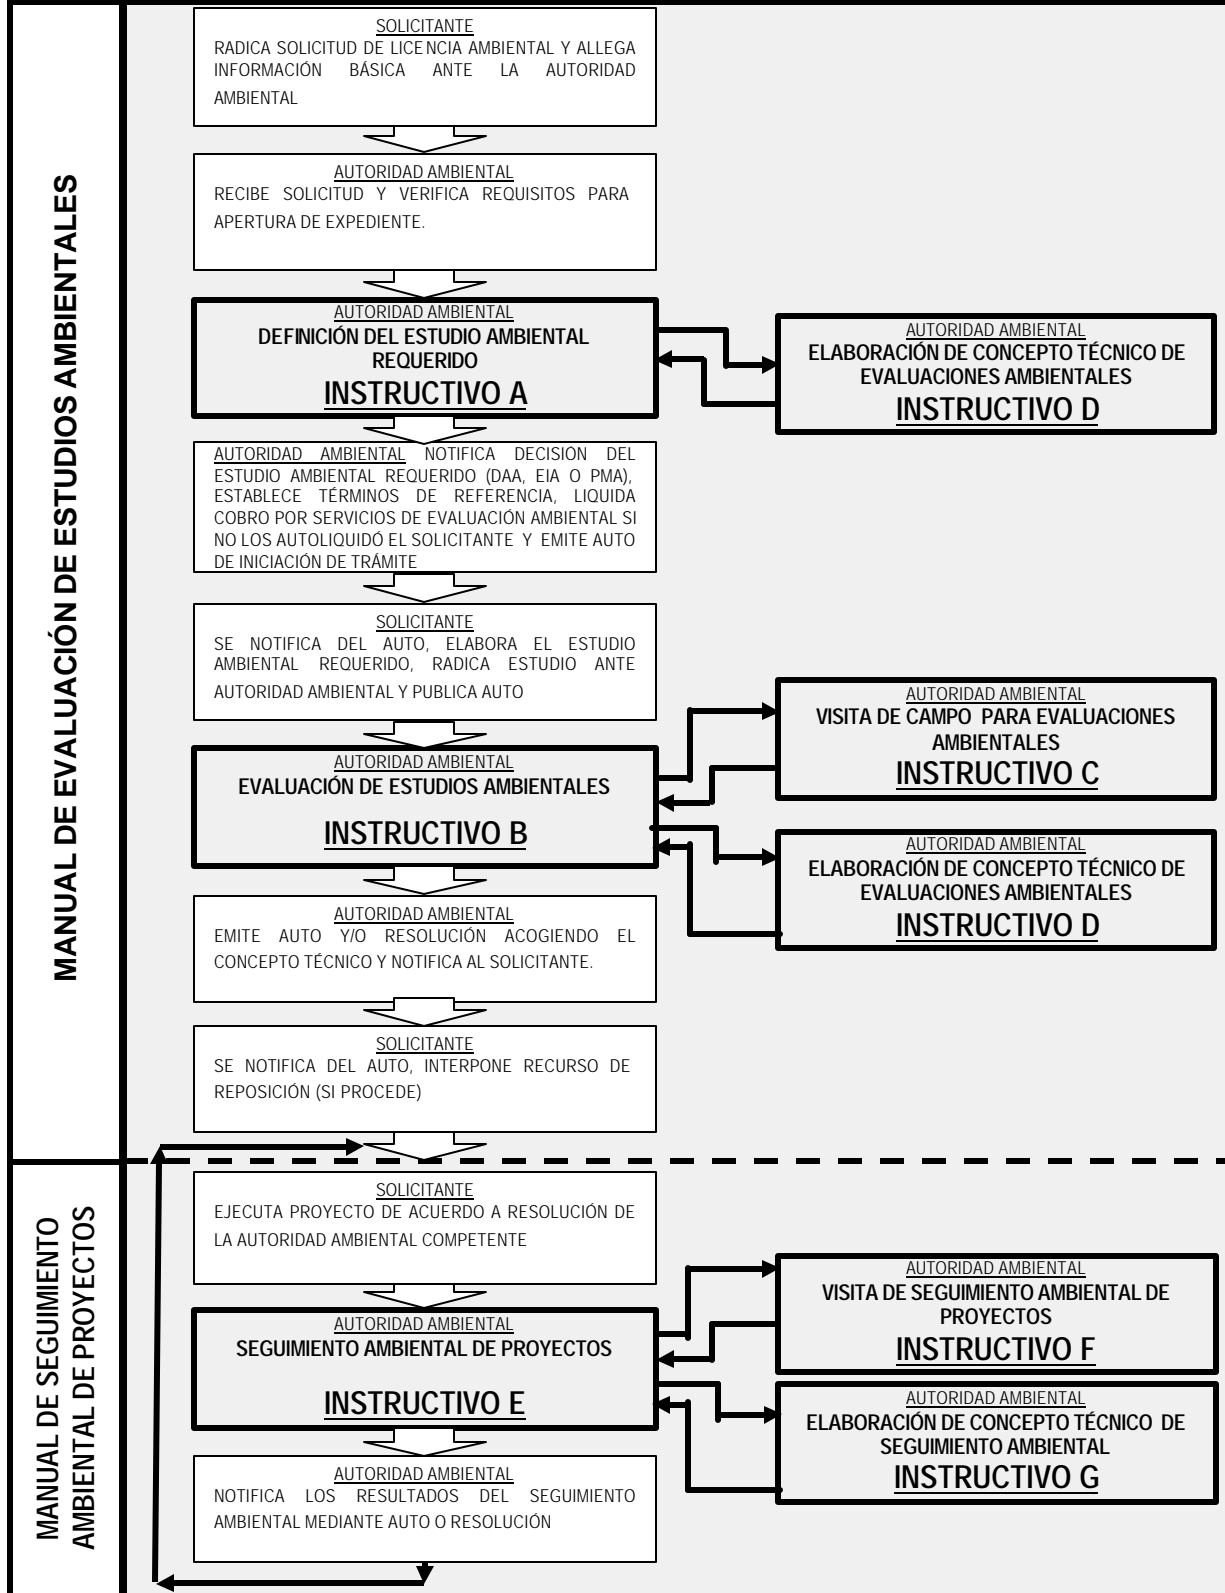 MANUAL DE EVALUACIÓN DE ESTUDIOS AMBIENTALES
SOLICITANTE
RADICA SOLICITUD DE LICENCIA AMBIENTAL Y ALLEGA
INFORMACIÓN BÁSICA ANTE LA AUTORIDAD
AMBIENTAL
AUTORIDAD AMBIENTAL
RECIBE SOLICITUD Y VERIFICA REQUISITOS PARA
APERTURA DE EXPEDIENTE.
AUTORIDAD AMBIENTAL
DEFINICIÓN DEL ESTUDIO AMBIENTAL
REQUERIDO
INSTRUCTIVO A
AUTORIDAD AMBIENTAL
ELABORACIÓN DE CONCEPTO TÉCNICO DE
EVALUACIONES AMBIENTALES
INSTRUCTIVO D
AUTORIDAD AMBIENTAL NOTIFICA DECISIÓN DEL
ESTUDIO AMBIENTAL REQUERIDO (DAA, EIA O PMA),
ESTABLECE TÉRMINOS DE REFERENCIA, LIQUIDA
COBRO POR SERVICIOS DE EVALUACIÓN AMBIENTAL SI
NO LOS AUTOLIQUIDÓ EL SOLICITANTE Y EMITE AUTO
DE INICIACIÓN DE TRÁMITE
SOLICITANTE
SE NOTIFICA DEL AUTO, ELABORA EL ESTUDIO
AMBIENTAL REQUERIDO, RADICA ESTUDIO ANTE
AUTORIDAD AMBIENTAL Y PUBLICA AUTO
AUTORIDAD AMBIENTAL
EVALUACIÓN DE ESTUDIOS AMBIENTALES
INSTRUCTIVO B
AUTORIDAD AMBIENTAL
VISITA DE CAMPO PARA EVALUACIONES
AMBIENTALES
INSTRUCTIVO C
AUTORIDAD AMBIENTAL
ELABORACIÓN DE CONCEPTO TÉCNICO DE
EVALUACIONES AMBIENTALES
INSTRUCTIVO D
AUTORIDAD AMBIENTAL
EMITE AUTO Y/O RESOLUCIÓN ACOGIENDO EL
CONCEPTO TÉCNICO Y NOTIFICA AL SOLICITANTE.
SOLICITANTE
SE NOTIFICA DEL AUTO, INTERPONE RECURSO DE
REPOSICIÓN (SI PROCEDE)
MANUAL DE SEGUIMIENTO
AMBIENTAL DE PROYECTOS
SOLICITANTE
EJECUTA PROYECTO DE ACUERDO A RESOLUCIÓN DE
LA AUTORIDAD AMBIENTAL COMPETENTE
AUTORIDAD AMBIENTAL
SEGUIMIENTO AMBIENTAL DE PROYECTOS
INSTRUCTIVO E
AUTORIDAD AMBIENTAL
VISITA DE SEGUIMIENTO AMBIENTAL DE
PROYECTOS
INSTRUCTIVO F
AUTORIDAD AMBIENTAL
ELABORACIÓN DE CONCEPTO TÉCNICO DE
SEGUIMIENTO AMBIENTAL
INSTRUCTIVO G
AUTORIDAD AMBIENTAL
NOTIFICA LOS RESULTADOS DEL SEGUIMIENTO
AMBIENTAL MEDIANTE AUTO O RESOLUCIÓN